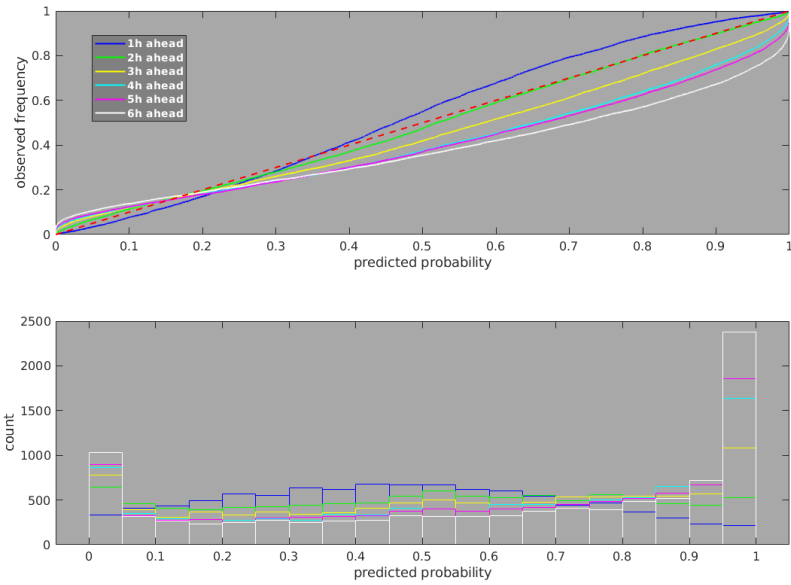 1
0.8
0.6
0.4
0.2
0
observed frequency
1h ahead
2h ahead
3h ahead
4h ahead
5h ahead
6h ahead
0 0.1 0.2 0.3 0.4 0.5 0.6 0.7 0.8 0.9 1
predicted probability
2500
2000
1500
1000
500
0
count
0 0.1 0.2 0.3 0.4 0.5 0.6 0.7 0.8 0.9 1
predicted probability